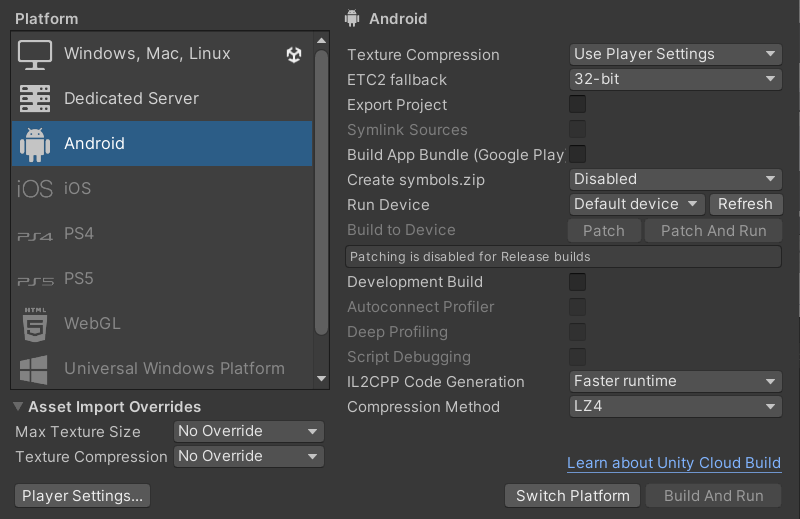 Platform
Windows, Mac, Linux
Dedicated Server
Android
iOS iOS
PS4 PS4
PS5 PS5
HTML 5 WebGL
Universal Windows Platform
Asset Import Overrides
Max Texture Size No Override
Texture Compression No Override
Player Settings...
Android
Texture Compression Use Player Settings
ETC2 fallback 32-bit
Export Project
Symlink Sources
Build App Bundle (Google Play
Create symbols.zip Disabled
Run Device Default device Refresh
Build to Device Patch Patch And Run
Patching is disabled for Release builds
Development Build
Autoconnect Profiler
Deep Profiling
Script Debugging
IL2CPP Code Generation Faster runtime
Compression Method LZ4
Learn about Unity Cloud Build
Switch Platform Build And Run